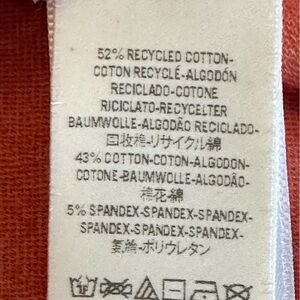 52% RECYCLED COTTON-
COTON RECYCLÉ-ALGODÓN
RECICLADO-COTONE
RICICLATO-RECYCELTER
BAUMWOLLE-ALGODÃO RECICLADO-
回收棉-リサイクル綿
43% COTTON-COTON-ALGODON-
COTONE-BAUMWOLLE-ALGODÃO-
棉花-綿
5% SPANDEX-SPANDEX-SPANDEX-
SPANDEX-SPANDEX-SPANDEX-
氨纶-ポリウレタン